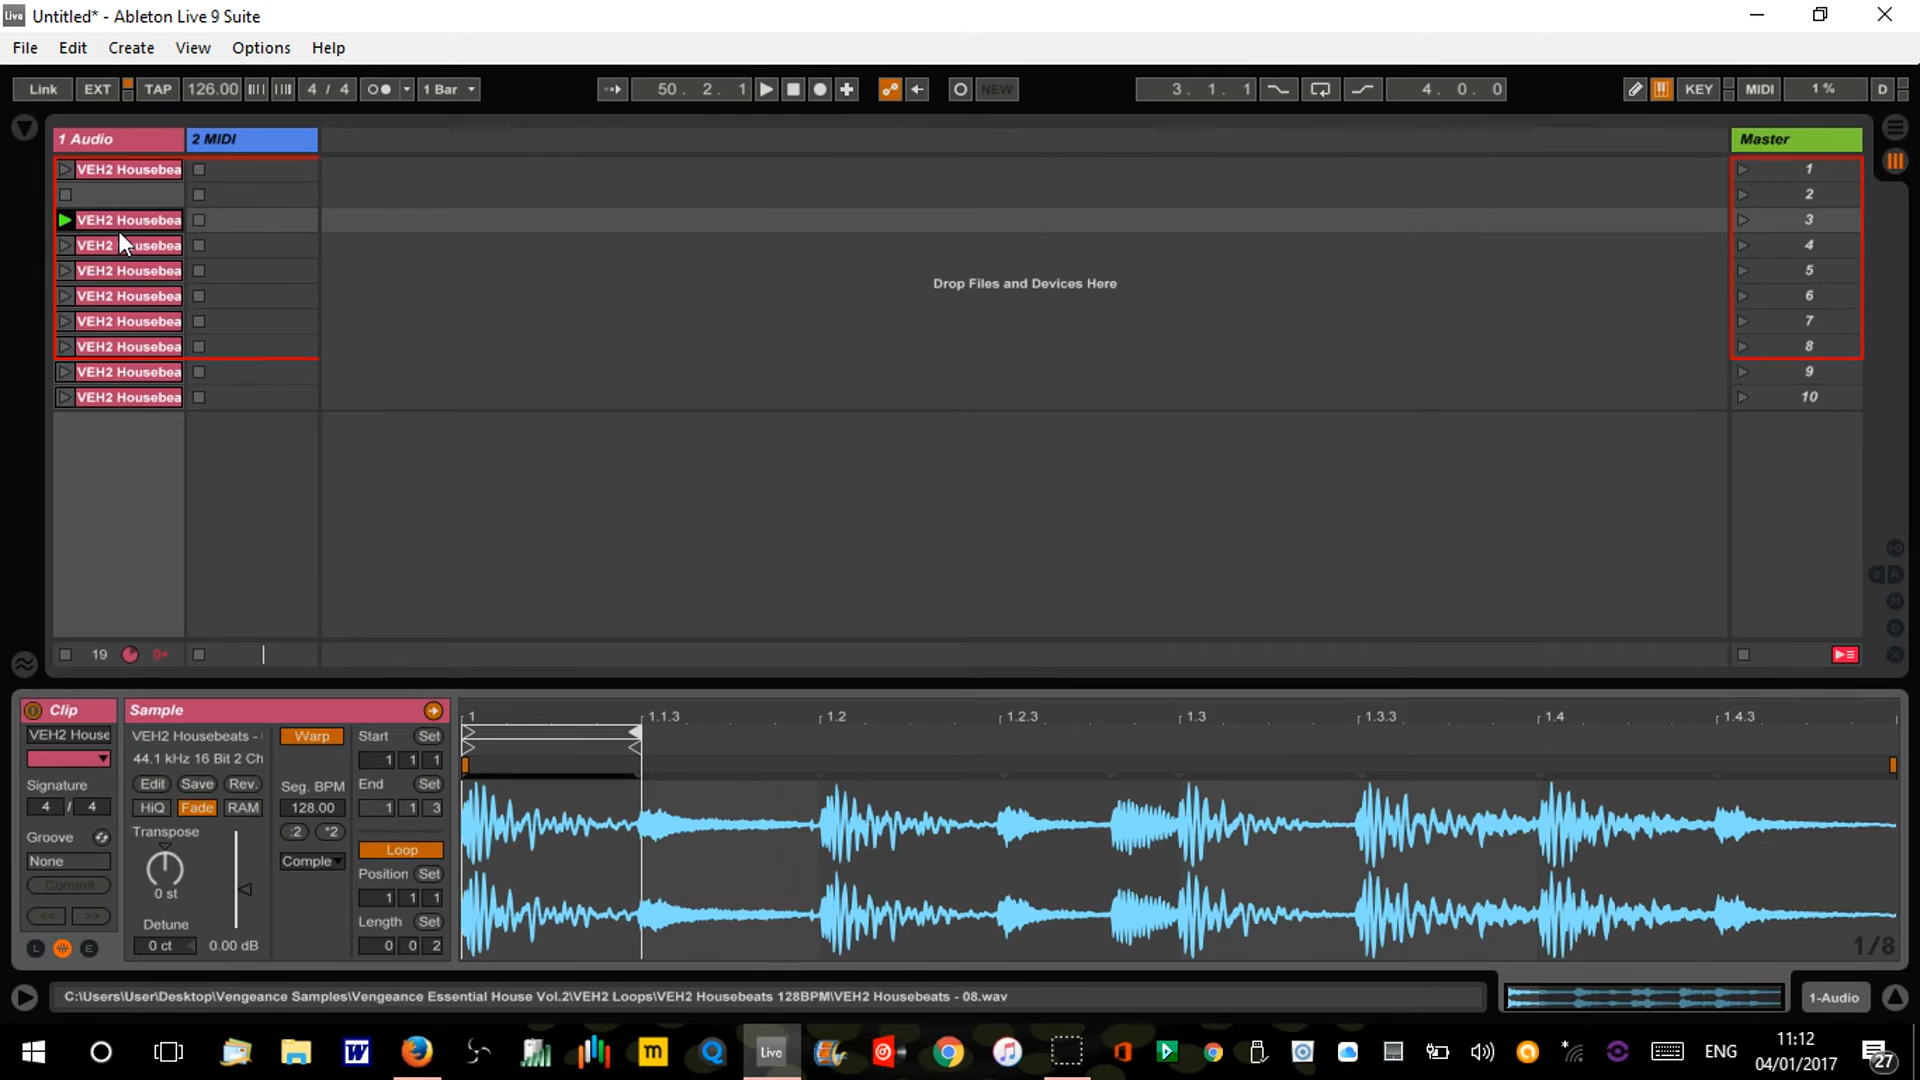 Live Untitled* - Ableton Live 9 Suite
File Edit Create View Options Help
Link EXT TAP 126.00 4 / 4 1 Bar 50. 2. 1 NEW 3. 1. 1 4. 0. 0 KEY MIDI 1 % D
1 Audio 2 MIDI Master
VEH2 Housebea 1
2
VEH2 Housebea 3
VEH2 usebea 4
Drop Files and Devices Here
VEH2 Housebea 5
VEH2 Housebea 6
VEH2 Housebea 7
VEH2 Housebea 8
VEH2 Housebea 9
VEH2 Housebea 10
19
Clip Sample 1 1.1.3 1.2 1.2.3 1.3 1.3.3 1.4 1.4.3
VEH2 House VEH2 Housebeats - Warp Start Set
44.1 kHz 16 Bit 2 Ch 1 1 1
Signature Edit Save Rev. Seg. BPM End Set
4 / 4 HiQ Fade RAM 128.00 1 1 3
Groove Transpose :2 *2 Loop
None Comple Position Set
Commit 0 st 1 1 1
<< >> Detune Length Set
L E 0 ct 0.00 dB 0 0 2 1/8
C:\Users\User\Desktop\Vengeance Samples\Vengeance Essential House Vol.2\VEH2 Loops\VEH2 Housebeats 128BPM\VEH2 Housebeats - 08.wav 1-Audio
Live ENG 11:12
04/01/2017 27